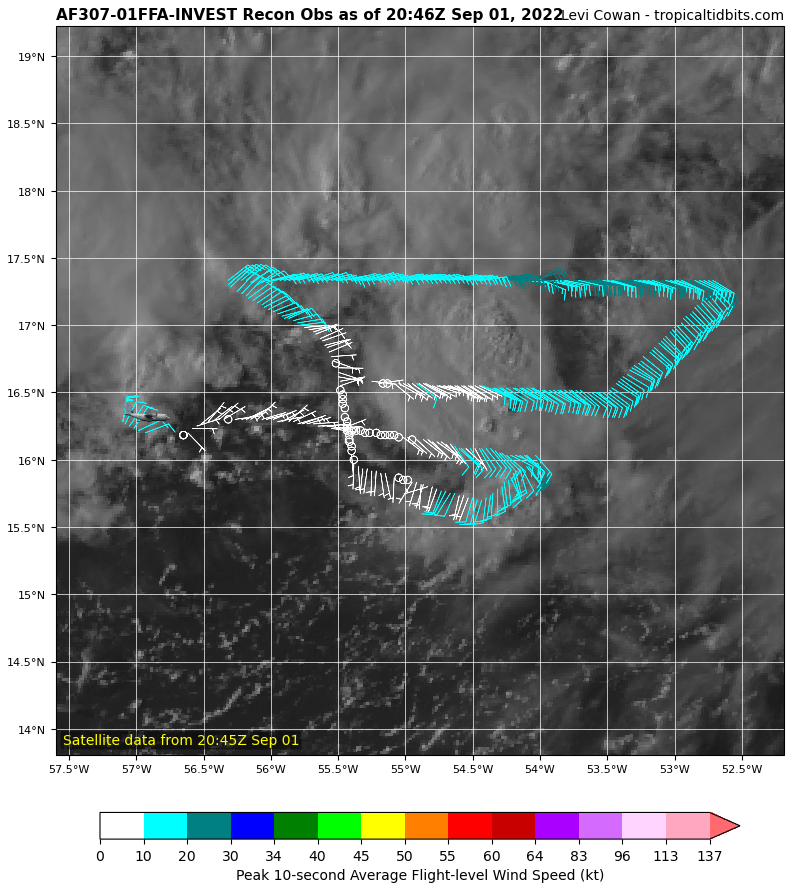 AF307-01FFA-INVEST Recon Obs as of 20:46Z Sep 01, 2022 Levi Cowan - tropicaltidbits.com
19°N
18.5°N
18°N
17.5°N
17°N
16.5°N
16°N
15.5°N
15°N
14.5°N
14°N
Satellite data from 20:45Z Sep 01
57.5°W 57°W 56.5°W 56°W 55.5°W 55°W 54.5°W 54°W 53.5°W 53°W 52.5°W
0 10 20 30 34 40 45 50 55 60 64 83 96 113 137
Peak 10-second Average Flight-level Wind Speed (kt)